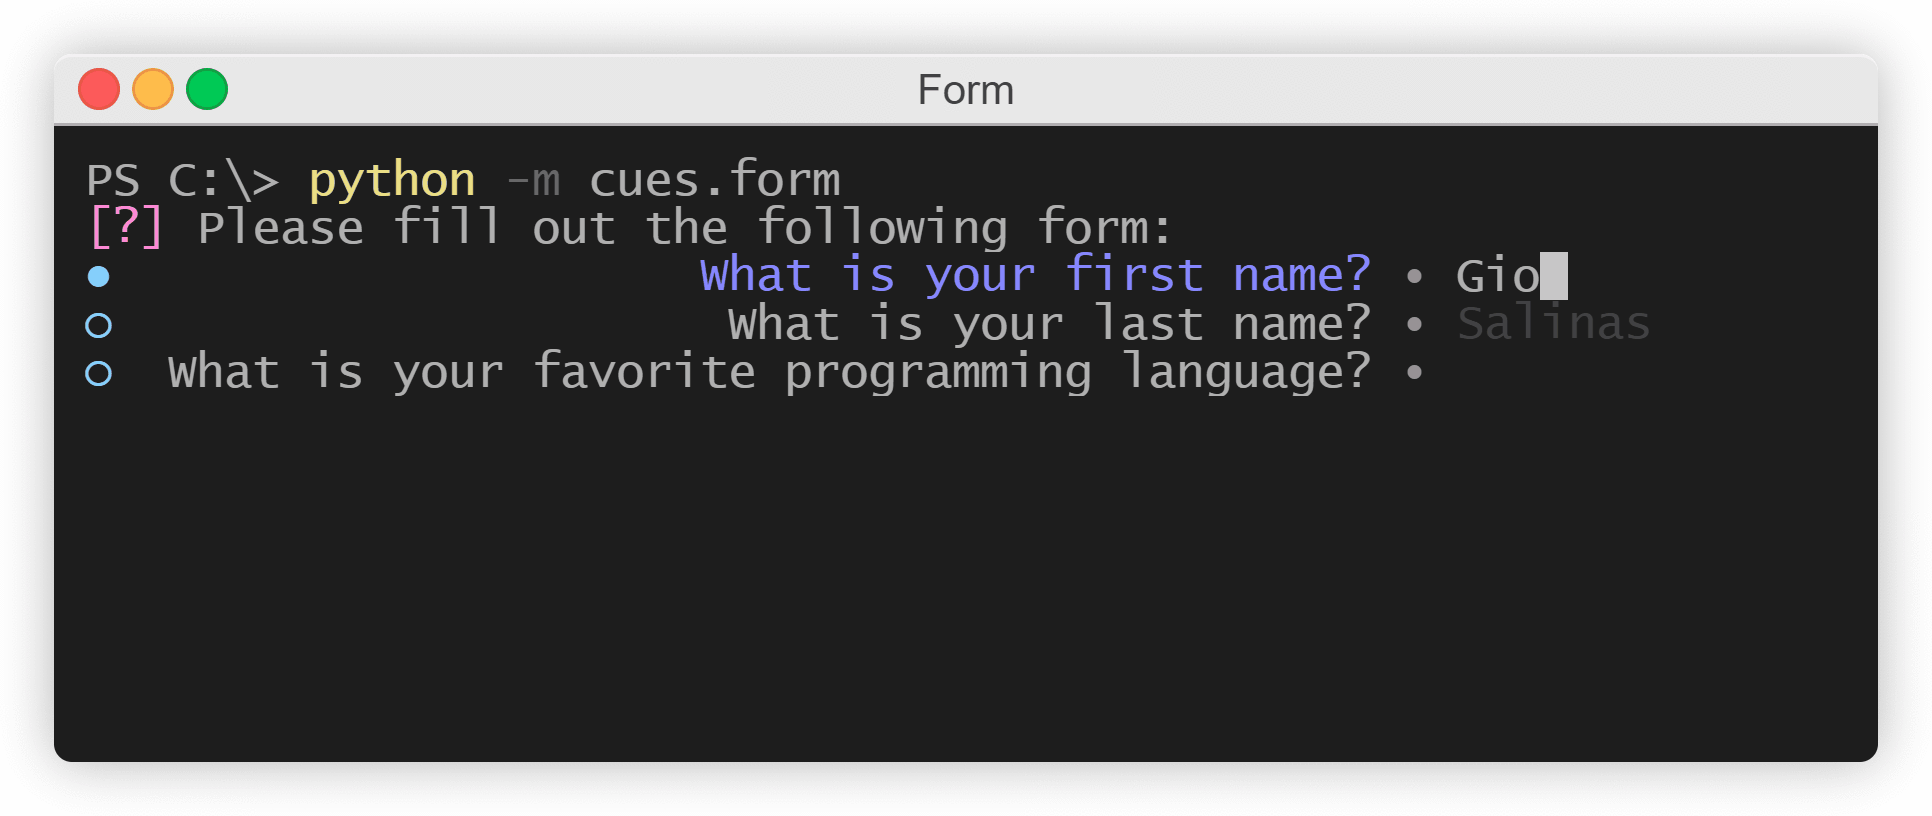 Form
PS C:\> python -m cues.form
[?] Please fill out the following form:
● What is your first name? • Gio
○ What is your last name? • Salinas
○ What is your favorite programming language? •